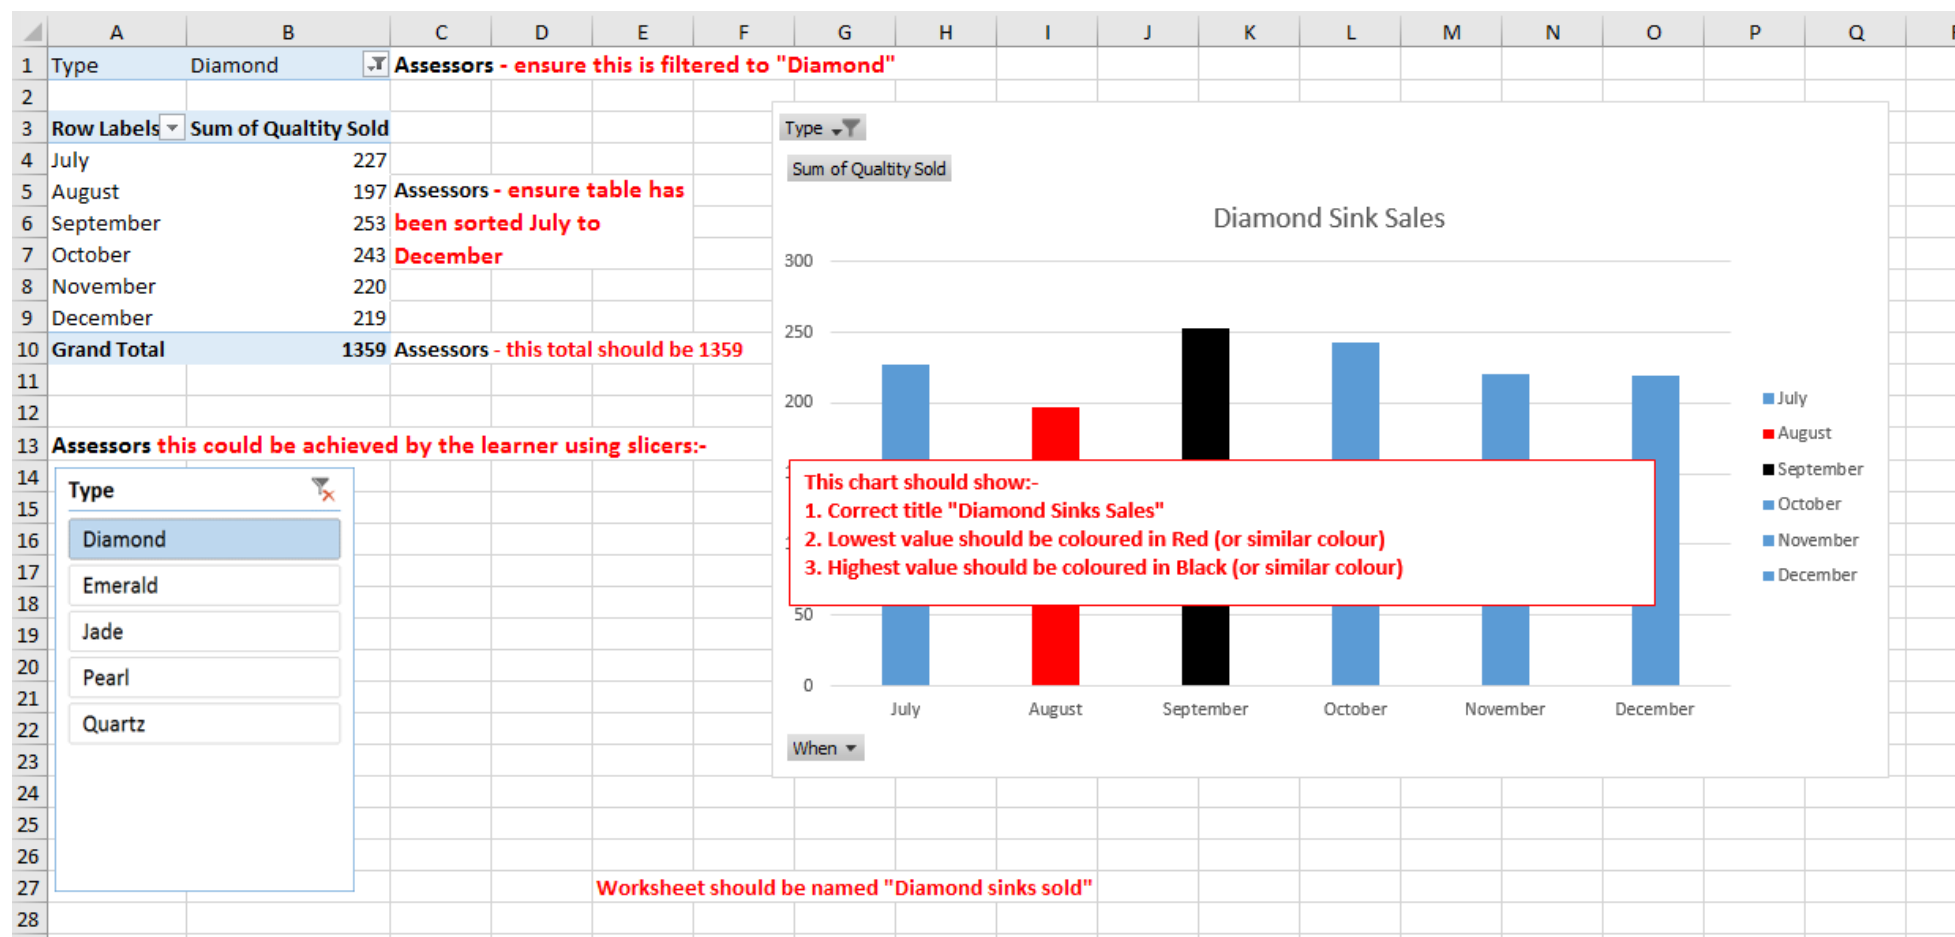 A B C D E F G H I J K L M N O P Q
1 Type Diamond Assessors - ensure this is filtered to "Diamond"
2
3 Row Labels Sum of Qualtity Sold
4 July 227
5 August 197 Assessors - ensure table has
6 September 253 been sorted July to
7 October 243 December
8 November 220
9 December 219
10 Grand Total 1359 Assessors - this total should be 1359
11
12
13 Assessors this could be achieved by the learner using slicers:-
14
15
16
17
18
19
20
21
22
23
24
25
26
27 Worksheet should be named "Diamond sinks sold"
28
Type
Diamond
Emerald
Jade
Pearl
Quartz
Type
Sum of Qualtity Sold
Diamond Sink Sales
300
250
200
This chart should show:-
1. Correct title "Diamond Sinks Sales"
2. Lowest value should be coloured in Red (or similar colour)
3. Highest value should be coloured in Black (or similar colour)
50
0
July August September October November December
When
July
August
September
October
November
December